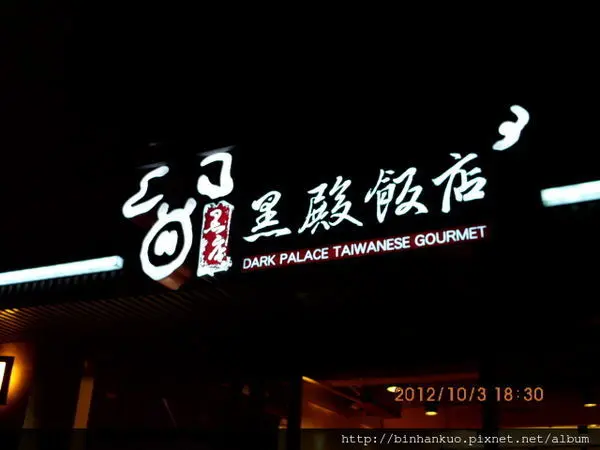 黑殿飯店
DARK PALACE TAIWANESE GOURMET
2012/10/3 18:30
http://binhankuo.pixnet.net/album